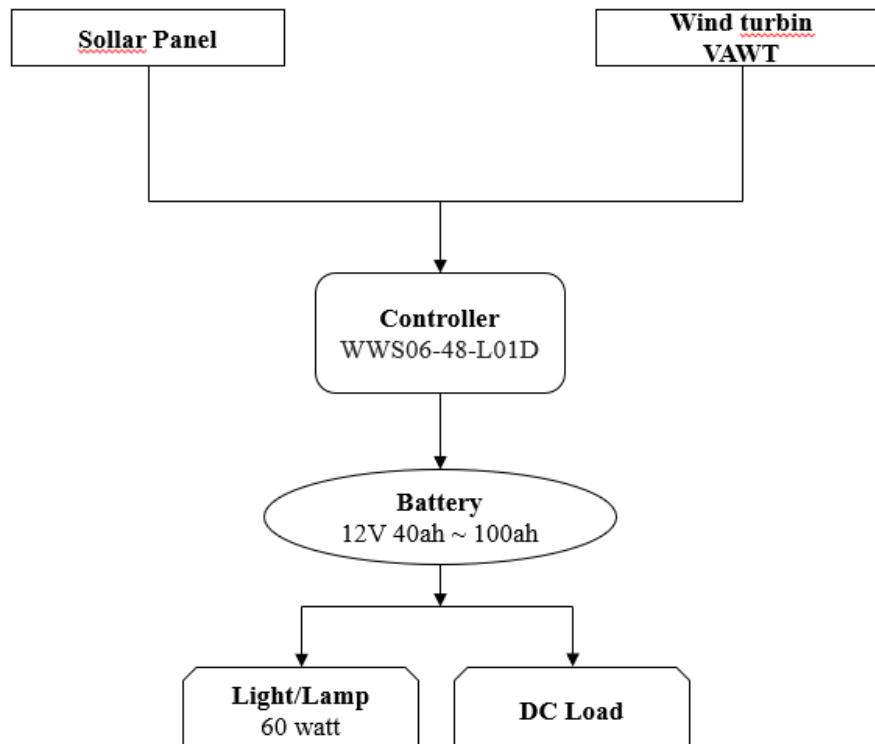 Sollar Panel
Wind turbin
VAWT
Controller
WWS06-48-L01D
Battery
12V 40ah ~ 100ah
Light/Lamp
60 watt
DC Load